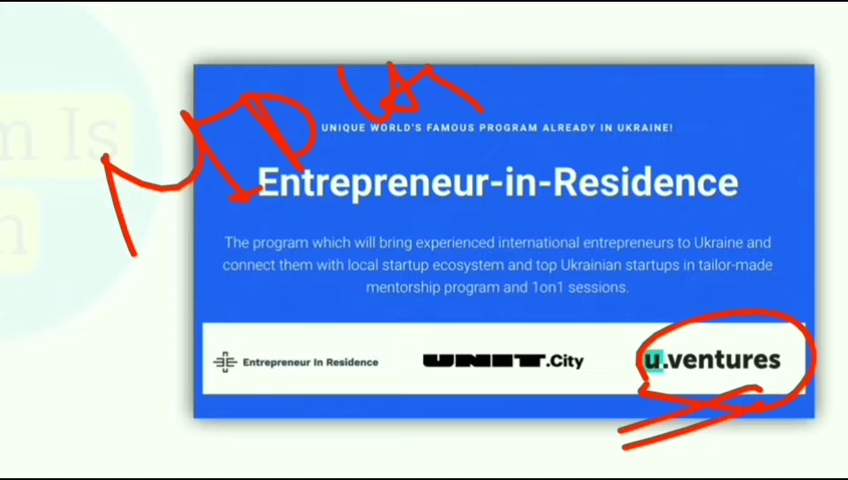 m Is
n
UNIQUE WORLD'S FAMOUS PROGRAM ALREADY IN UKRAINE!
Entrepreneur-in-Residence
The program which will bring experienced international entrepreneurs to Ukraine and
connect them with local startup ecosystem and top Ukrainian startups in tailor-made
mentorship program and 1on1 sessions.
Entrepreneur In Residence UNIT.City u.ventures